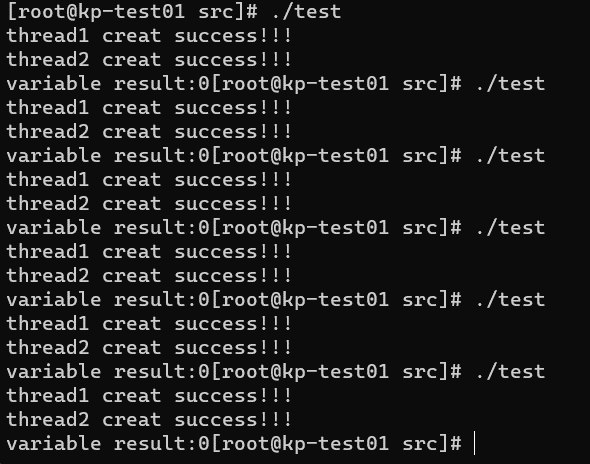 [root@kp-test01 src]# ./test
thread1 creat success!!!
thread2 creat success!!!
variable result:0[root@kp-test01 src]# ./test
thread1 creat success!!!
thread2 creat success!!!
variable result:0[root@kp-test01 src]# ./test
thread1 creat success!!!
thread2 creat success!!!
variable result:0[root@kp-test01 src]# ./test
thread1 creat success!!!
thread2 creat success!!!
variable result:0[root@kp-test01 src]# ./test
thread1 creat success!!!
thread2 creat success!!!
variable result:0[root@kp-test01 src]# ./test
thread1 creat success!!!
thread2 creat success!!!
variable result:0[root@kp-test01 src]#